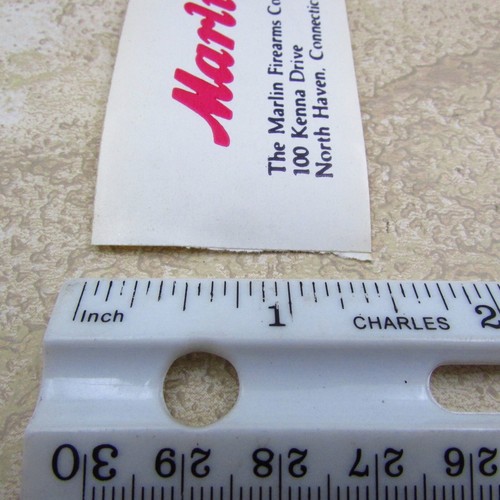 Marl
The Marlin Firearms Co
100 Kenna Drive
North Haven, Connectic
Inch 1 CHARLES 2
30 29 28 27 26